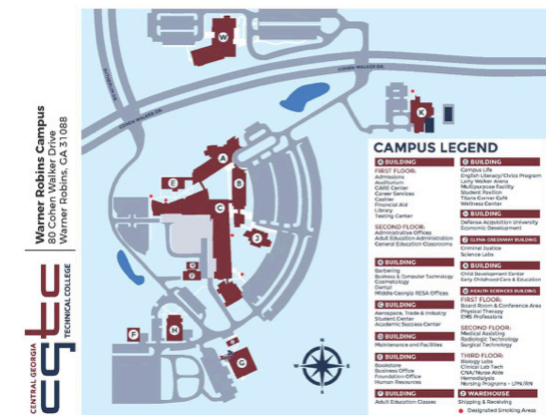 Warner Robins Campus
80 Cohen Walker Drive
Warner Robins, GA 31088
CENTRAL GEORGIA
cgtc
TECHNICAL COLLEGE
COHEN WALKER DR.
COHEN WALKER DR.
W
K
A
E
B
C
J
F
H
G
CAMPUS LEGEND
A BUILDING
FIRST FLOOR:
Admissions
Auditorium
CARE Center
Career Services
Cashier
Financial Aid
Library
Testing Center
SECOND FLOOR:
Administrative Offices
Adult Education Administration
General Education Classrooms
B BUILDING
Barbering
Business & Computer Technology
Cosmetology
Dental
Middle Georgia RESA Offices
C BUILDING
Aerospace, Trade & Industry
Student Center
Academic Success Center
D BUILDING
Maintenance and Facilities
E BUILDING
Bookstore
Business Office
Foundation Office
Human Resources
F BUILDING
Adult Education Classes
G BUILDING
Campus Life
English Literacy/Civics Program
Larry Walker Arena
Multipurpose Facility
Student Pavilion
Titans Corner Café
Wellness Center
H BUILDING
Defense Acquisition University
Economic Development
J GLYNN GREENWAY BUILDING
Criminal Justice
Science Labs
K BUILDING
Child Development Center
Early Childhood Care & Education
W HEALTH SCIENCES BUILDING
FIRST FLOOR:
Board Room & Conference Area
Physical Therapy
EMS Professions
SECOND FLOOR:
Medical Assisting
Radiologic Technology
Surgical Technology
THIRD FLOOR:
Biology Labs
Clinical Lab Tech
CNA/Nurse Aide
Hemodialysis
Nursing Programs - LPN/RN
Z WAREHOUSE
Shipping & Receiving
Designated Smoking Areas